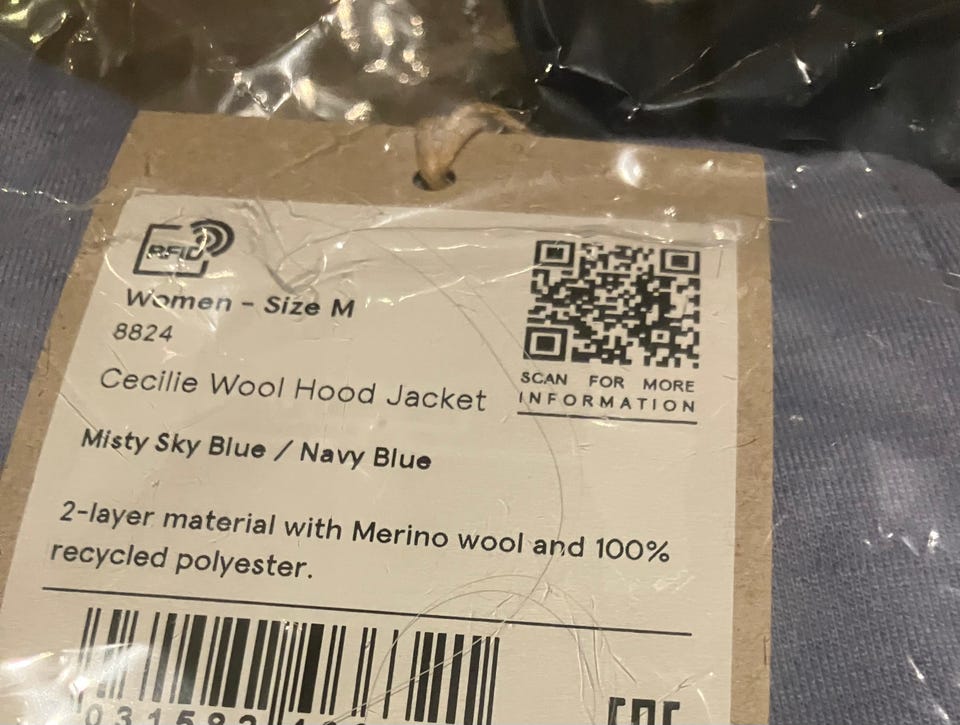 RFID
Women - Size M
8824
Cecilie Wool Hood Jacket
SCAN FOR MORE
INFORMATION
Misty Sky Blue / Navy Blue
2-layer material with Merino wool and 100%
recycled polyester.